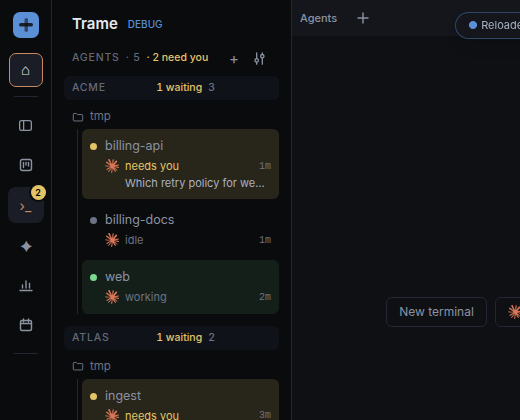 Trame DEBUG
Agents +
Reloade
AGENTS · 5 · 2 need you +
ACME 1 waiting 3
tmp
billing-api
needs you 1m
Which retry policy for we...
billing-docs
idle 1m
web
working 2m
ATLAS 1 waiting 2
tmp
ingest
needs you 3m
2
>_
New terminal